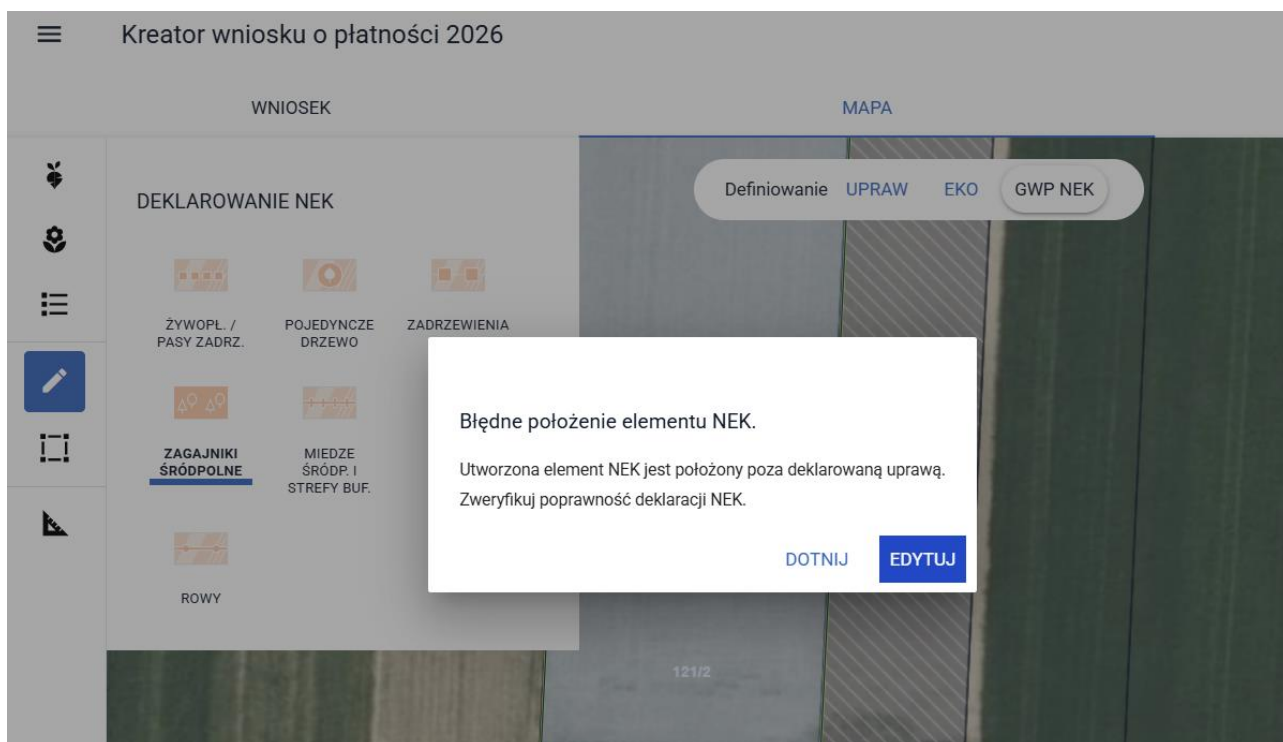 Kreator wniosku o płatności 2026
WNIOSEK
MAPA
Definiowanie UPRAW EKO GWP NEK
DEKLAROWANIE NEK
ŻYWOPŁ. /
PASY ZADRZ.
POJEDYNCZE
DRZEWO
ZADRZEWIENIA
ZAGAJNIKI
ŚRÓDPOLNE
MIEDZE
ŚRÓDP. I
STREFY BUF.
ROWY
Błędne położenie elementu NEK.
Utworzona element NEK jest położony poza deklarowaną uprawą.
Zweryfikuj poprawność deklaracji NEK.
DOTNIJ
EDYTUJ
121/2